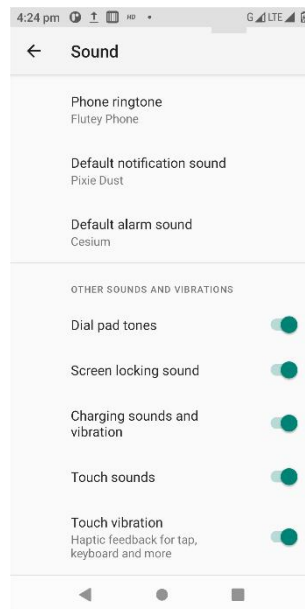 4:24 pm HD G LTE
Sound
Phone ringtone
Flutey Phone
Default notification sound
Pixie Dust
Default alarm sound
Cesium
OTHER SOUNDS AND VIBRATIONS
Dial pad tones
Screen locking sound
Charging sounds and
vibration
Touch sounds
Touch vibration
Haptic feedback for tap,
keyboard and more